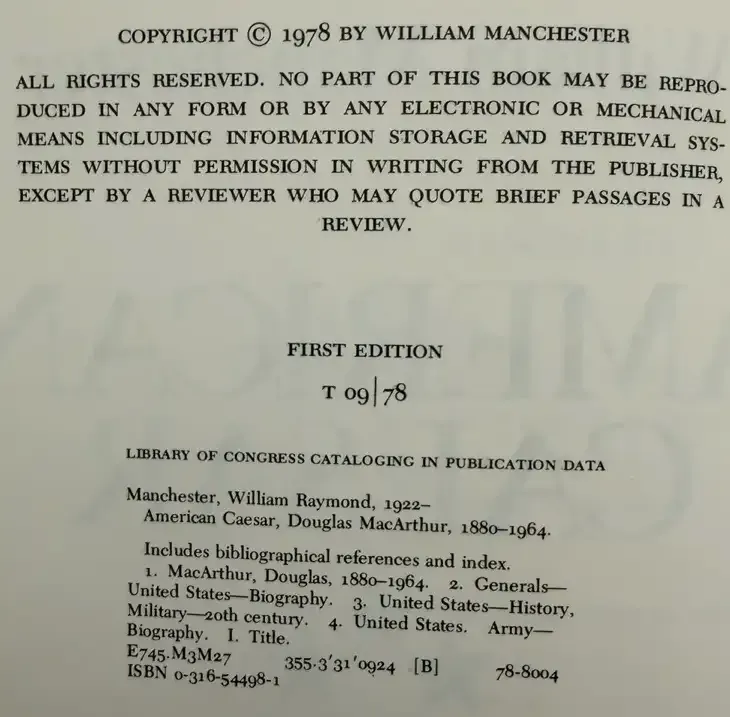 COPYRIGHT © 1978 BY WILLIAM MANCHESTER
ALL RIGHTS RESERVED. NO PART OF THIS BOOK MAY BE REPRO-
DUCED IN ANY FORM OR BY ANY ELECTRONIC OR MECHANICAL
MEANS INCLUDING INFORMATION STORAGE AND RETRIEVAL SYS-
TEMS WITHOUT PERMISSION IN WRITING FROM THE PUBLISHER,
EXCEPT BY A REVIEWER WHO MAY QUOTE BRIEF PASSAGES IN A
REVIEW.
FIRST EDITION
T 09|78
LIBRARY OF CONGRESS CATALOGING IN PUBLICATION DATA
Manchester, William Raymond, 1922–
American Caesar, Douglas MacArthur, 1880–1964.
Includes bibliographical references and index.
1. MacArthur, Douglas, 1880–1964. 2. Generals—
United States—Biography. 3. United States—History,
Military—20th century. 4. United States. Army—
Biography. I. Title.
E745.M3M27 355.3'31'0924 [B] 78-8004
ISBN 0-316-54498-1